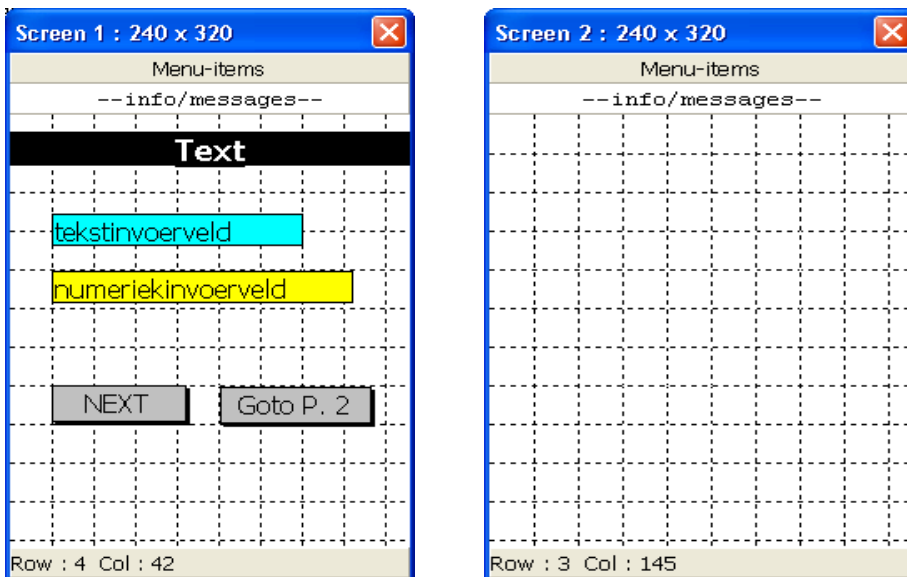 Screen 1 : 240 x 320
Menu-items
--info/messages--
Text
tekstinvoerveld
numeriekinvoerveld
NEXT
Goto P. 2
Row : 4 Col : 42
Screen 2 : 240 x 320
Menu-items
--info/messages--
Row : 3 Col : 145